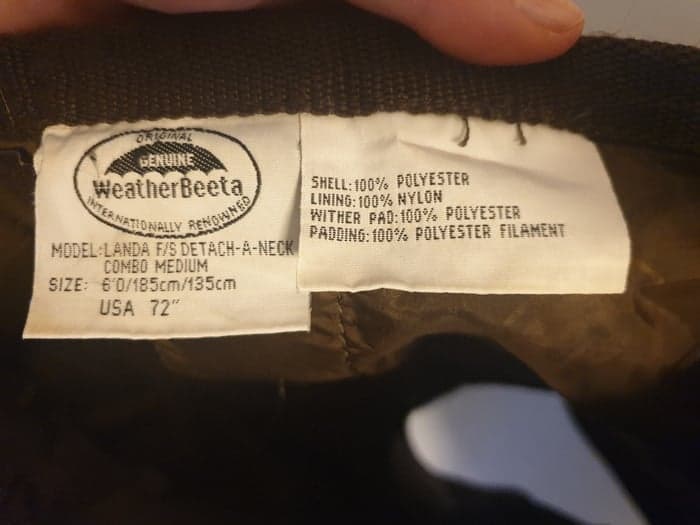 ORIGINAL
GENUINE
WeatherBeeta
INTERNATIONALLY RENOWNED
MODEL:LANDA F/S DETACH-A-NECK
COMBO MEDIUM
SIZE: 6'0/185cm/135cm
USA 72"
SHELL:100% POLYESTER
LINING:100% NYLON
WITHER PAD:100% POLYESTER
PADDING:100% POLYESTER FILAMENT